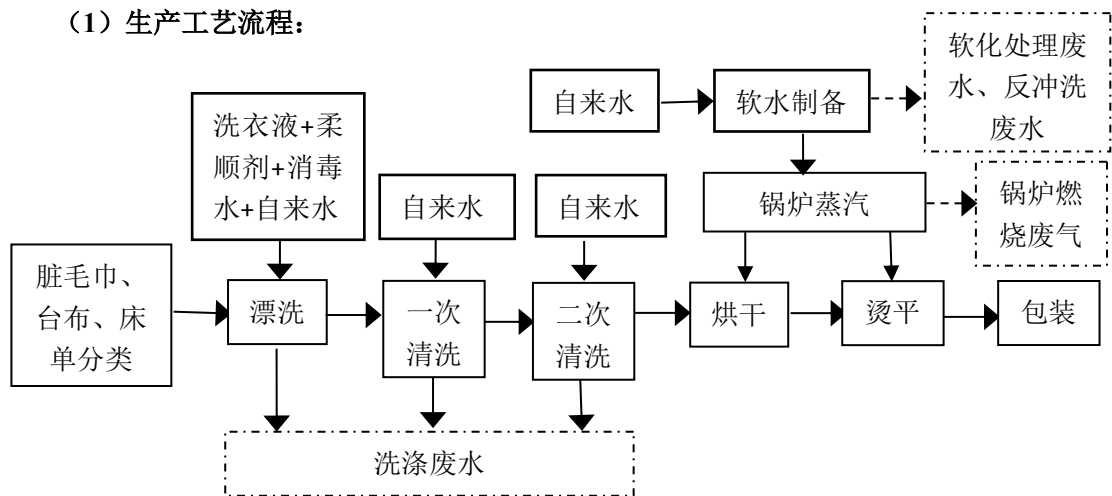 （1）生产工艺流程：
软化处理废
水、反冲洗
废水
自来水
软水制备
洗衣液+柔
顺剂+消毒
水+自来水
自来水
自来水
锅炉蒸汽
锅炉燃
烧废气
脏毛巾、
台布、床
单分类
漂洗
一次
清洗
二次
清洗
烘干
烫平
包装
洗涤废水